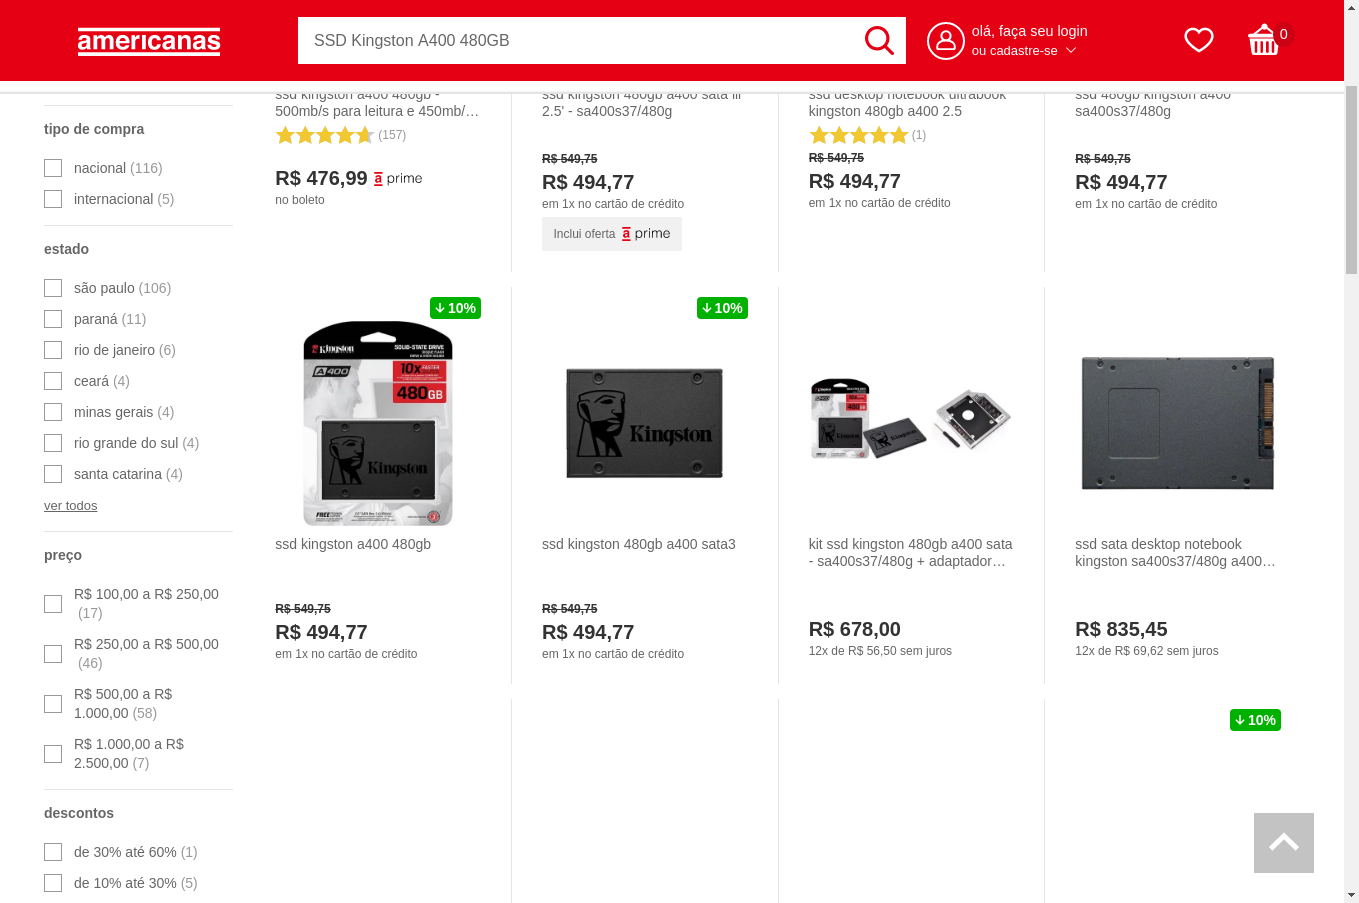 americanas
SSD Kingston A400 480GB
olá, faça seu login
ou cadastre-se
0
tipo de compra
nacional (116)
internacional (5)
estado
são paulo (106)
paraná (11)
rio de janeiro (6)
ceará (4)
minas gerais (4)
rio grande do sul (4)
santa catarina (4)
ver todos
preço
R$ 100,00 a R$ 250,00
(17)
R$ 250,00 a R$ 500,00
(46)
R$ 500,00 a R$
1.000,00 (58)
R$ 1.000,00 a R$
2.500,00 (7)
descontos
de 30% até 60% (1)
de 10% até 30% (5)
ssd kingston a400 480gb -
500mb/s para leitura e 450mb/…
(157)
R$ 476,99 a prime
no boleto
ssd kingston 480gb a400 sata iii
2.5' - sa400s37/480g
R$ 549,75
R$ 494,77
em 1x no cartão de crédito
Inclui oferta a prime
ssd desktop notebook ultrabook
kingston 480gb a400 2.5
(1)
R$ 549,75
R$ 494,77
em 1x no cartão de crédito
ssd 480gb kingston a400
sa400s37/480g
R$ 549,75
R$ 494,77
em 1x no cartão de crédito
10%
Kingston
SOLID-STATE DRIVE
A400
10x FASTER
480GB
Kingston
FREE
ssd kingston a400 480gb
R$ 549,75
R$ 494,77
em 1x no cartão de crédito
10%
Kingston
ssd kingston 480gb a400 sata3
R$ 549,75
R$ 494,77
em 1x no cartão de crédito
kit ssd kingston 480gb a400 sata
- sa400s37/480g + adaptador…
R$ 678,00
12x de R$ 56,50 sem juros
ssd sata desktop notebook
kingston sa400s37/480g a400…
R$ 835,45
12x de R$ 69,62 sem juros
10%